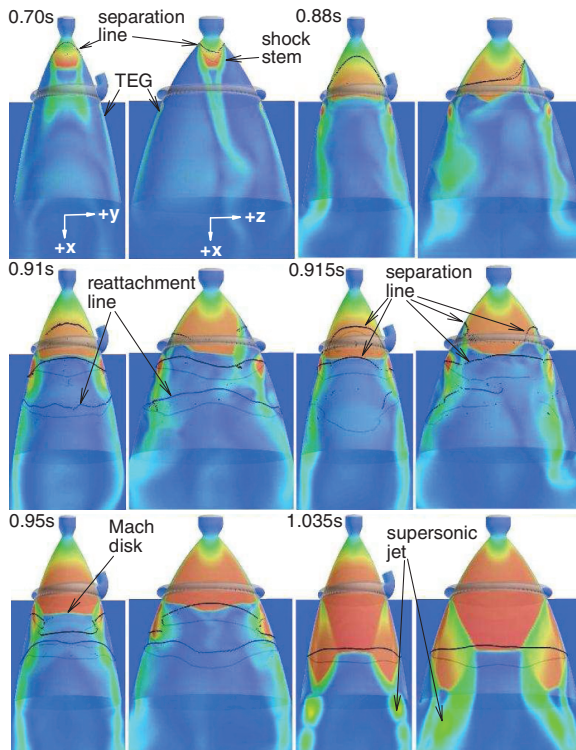 0.70s
separation
line
0.88s
shock
stem
TEG
+y
+x
+z
+x
0.91s
reattachment
line
0.915s
separation
line
0.95s
Mach
disk
1.035s
supersonic
jet